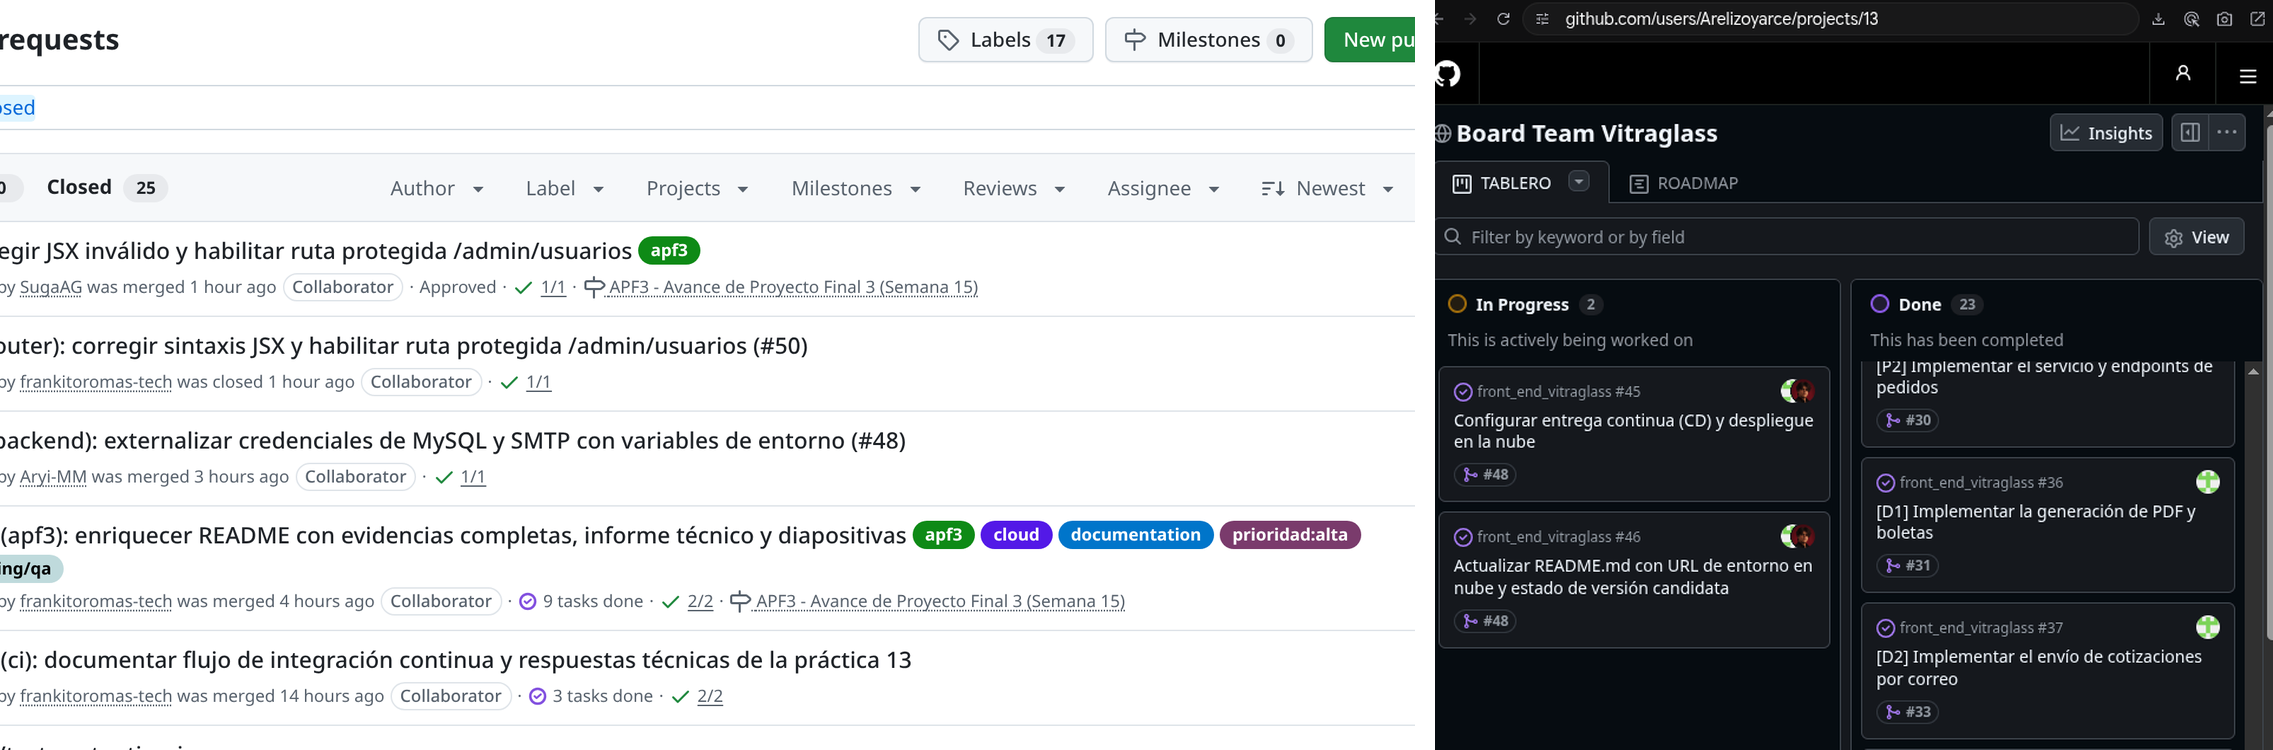 requests
Labels 17
Milestones 0
New pu
osed
0
Closed 25
Author
Label
Projects
Milestones
Reviews
Assignee
Newest
egir JSX inválido y habilitar ruta protegida /admin/usuarios apf3
by SugaAG was merged 1 hour ago Collaborator · Approved · 1/1 · APF3 - Avance de Proyecto Final 3 (Semana 15)
outer): corregir sintaxis JSX y habilitar ruta protegida /admin/usuarios (#50)
by frankitoromas-tech was closed 1 hour ago Collaborator · 1/1
backend): externalizar credenciales de MySQL y SMTP con variables de entorno (#48)
by Aryi-MM was merged 3 hours ago Collaborator · 1/1
(apf3): enriquecer README con evidencias completas, informe técnico y diapositivas apf3 cloud documentation prioridad:alta
ing/qa
by frankitoromas-tech was merged 4 hours ago Collaborator · 9 tasks done · 2/2 · APF3 - Avance de Proyecto Final 3 (Semana 15)
(ci): documentar flujo de integración continua y respuestas técnicas de la práctica 13
by frankitoromas-tech was merged 14 hours ago Collaborator · 3 tasks done · 2/2
github.com/users/Arelizoyarce/projects/13
Board Team Vitraglass
Insights
TABLERO
ROADMAP
Filter by keyword or by field
View
In Progress 2
This is actively being worked on
front_end_vitraglass #45
Configurar entrega continua (CD) y despliegue
en la nube
#48
front_end_vitraglass #46
Actualizar README.md con URL de entorno en
nube y estado de versión candidata
#48
Done 23
This has been completed
[P2] Implementar el servicio y endpoints de
pedidos
#30
front_end_vitraglass #36
[D1] Implementar la generación de PDF y
boletas
#31
front_end_vitraglass #37
[D2] Implementar el envío de cotizaciones
por correo
#33